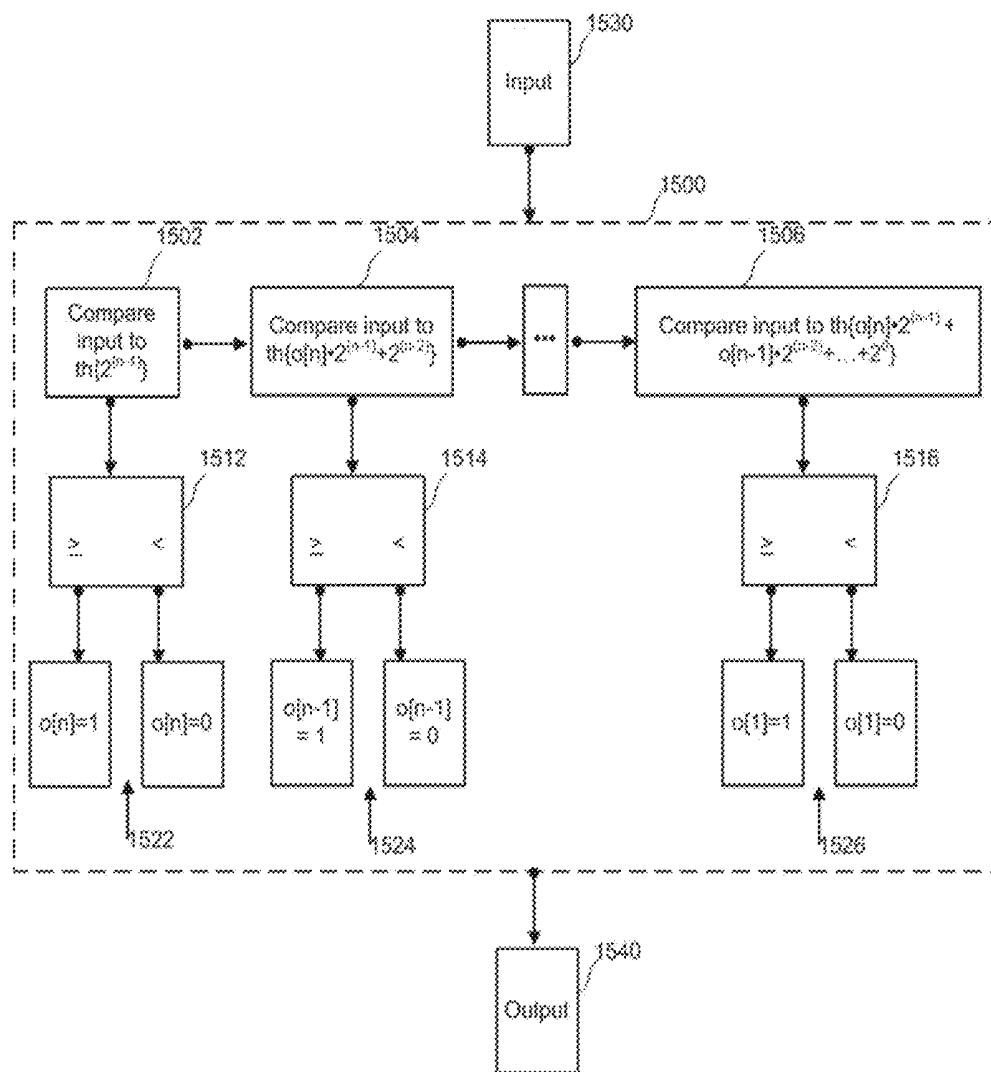 1530
Input
1500
1502
1504
1506
Compare
input to
th{2^(n-1)}
Compare input to
th{o[n]•2^(n-1)+2^(n-2)}
•••
Compare input to th{o[n]•2^(n-1) +
o[n-1]•2^(n-2)+…+2^0}
1512
1514
1516
≥ <
≥ <
≥ <
o[n]=1
o[n]=0
o[n-1]
= 1
o[n-1]
= 0
o[1]=1
o[1]=0
1522
1524
1526
1540
Output